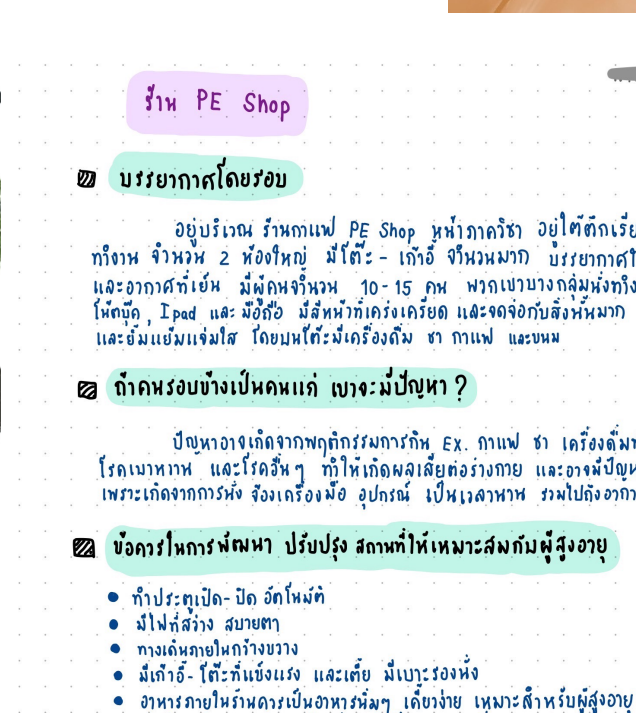 ร้าน PE Shop
บรรยากาศโดยรอบ
อยู่บริเวณ ร้านกาแฟ PE Shop หน้าภาควิชา อยู่ใต้ตึกเรีย
ทำงาน จำนวน 2 ห้องใหญ่ มีโต๊ะ - เก้าอี้ จำนวนมาก บรรยากาศ
และอากาศที่เย็น มีผู้คนจำนวน 10-15 คน พวกเขาบางกลุ่มนั่งทำง
โน้ตบุ๊ค , Ipad และ มือถือ มีสีหน้าที่เคร่งเครียด และจดจ่อกับสิ่งนั้นมาก
และยิ้มแย้มแจ่มใส โดยบนโต๊ะมีเครื่องดื่ม ชา กาแฟ และขนม
ถ้าคนรอบข้างเป็นคนแก่ เขาจะมีปัญหา ?
ปัญหาอาจเกิดจากพฤติกรรมการกิน Ex. กาแฟ ชา เครื่องดื่ม
โรคเบาหวาน และโรคอื่น ๆ ทำให้เกิดผลเสียต่อร่างกาย และอาจมีปัญห
เพราะเกิดจากการนั่ง จ้องเครื่องมือ อุปกรณ์ เป็นเวลานาน รวมไปถึงอากา
ข้อควรในการพัฒนา ปรับปรุง สถานที่ให้เหมาะสมกับผู้สูงอายุ
ทำประตูเปิด-ปิด อัตโนมัติ
มีไฟที่สว่าง สบายตา
ทางเดินภายในกว้างขวาง
มีเก้าอี้-โต๊ะที่แข็งแรง และเตี้ย มีเบาะรองนั่ง
อาหารภายในร้านควรเป็นอาหารนิ่มๆ เคี้ยวง่าย เหมาะสำหรับผู้สูงอายุ